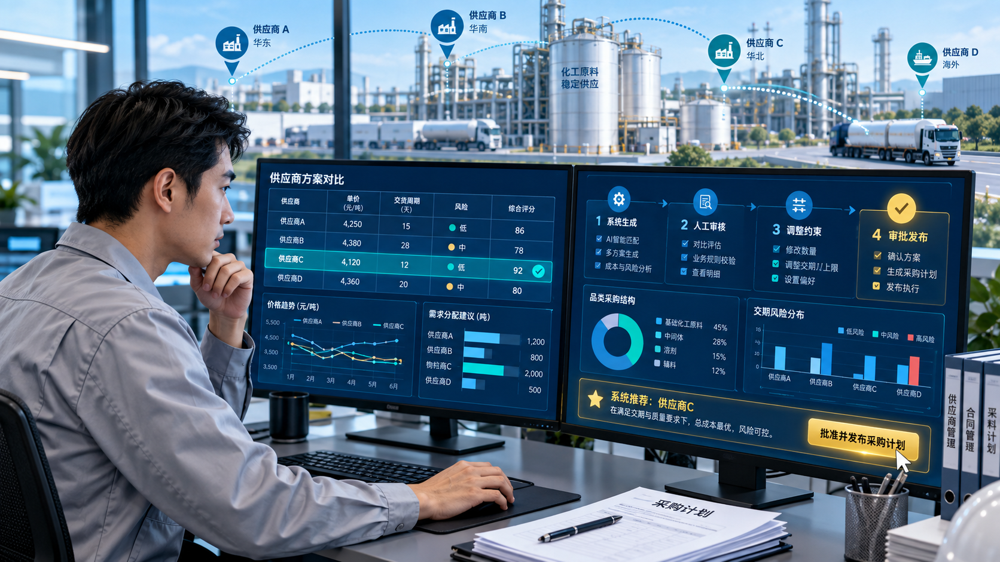 供应商 A
华东
供应商 B
华南
供应商 C
华北
供应商 D
海外
化工原料
稳定供应
供应商方案对比
供应商
单价
(元/吨)
交货周期
(天)
风险
综合评分
供应商A
4,250
15
低
86
供应商B
4,380
28
中
78
供应商C
4,120
12
低
92
供应商D
4,360
20
中
80
价格趋势 (元/吨)
供应商A
供应商B
供应商C
5,500
4,500
3,500
3,500
1月
2月
3月
4月
5月
6月
需求分配建议 (吨)
供应商A
1,200
供应商B
800
商C
2,000
供应商D
500
1 系统生成
AI智能匹配
多方案生成
成本与风险分析
2 人工审核
对比评估
业务规则校验
查看明细
3 调整约束
修改数量
调整交期//上限
设置偏好
4 审批发布
确认方案
生成采购计划
发布执行
品类采购结构
基础化工原料 45%
中间体 28%
溶剂 15%
辅料 12%
交期风险分布
低风险
中风险
高风险
10
0
供应商A
供应商B
供应商C
供应商D
系统推荐：供应商C
在满足交期与质量要求下，总成本最优，风险可控。
批准并发布采购计划
采购计划
供应商管理
合同管理
采料计划